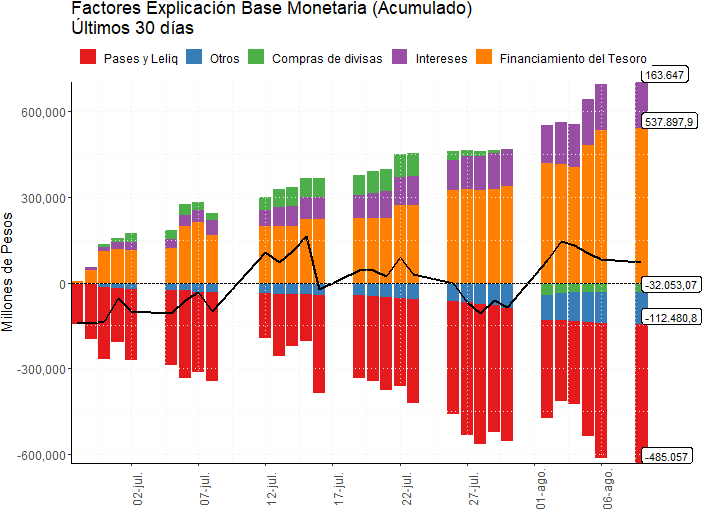 Factores Explicación Base Monetaria (Acumulado)
Últimos 30 días
Pases y Leliq
Otros
Compras de divisas
Intereses
Financiamiento del Tesoro
Millones de Pesos
600,000
300,000
0
-300,000
-600,000
163.647
537.897,9
-32.053,07
-112.480,8
-485.057
02-jul.
07-jul.
12-jul.
17-jul.
22-jul.
27-jul.
01-ago.
06-ago.